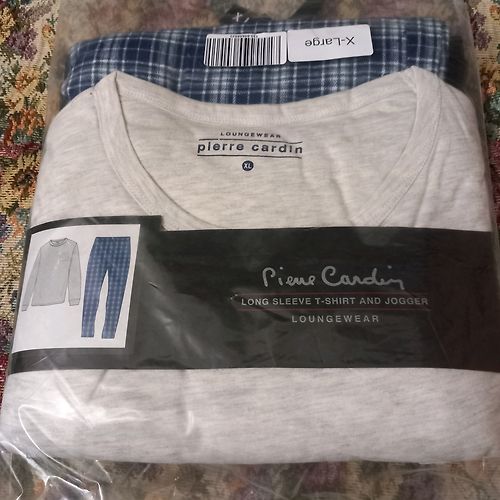 X-Large
LOUNGEWEAR
pierre cardin
XL
Pierre Cardin
LONG SLEEVE T-SHIRT AND JOGGER
LOUNGEWEAR